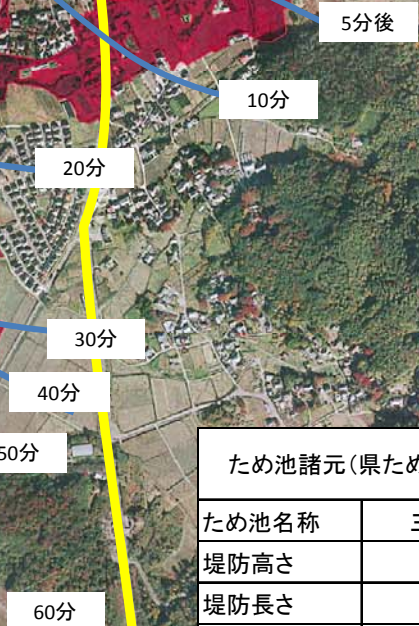 5分後
10分
20分
30分
40分
50分
60分
ため池諸元(県ため
ため池名称
堤防高さ
堤防長さ